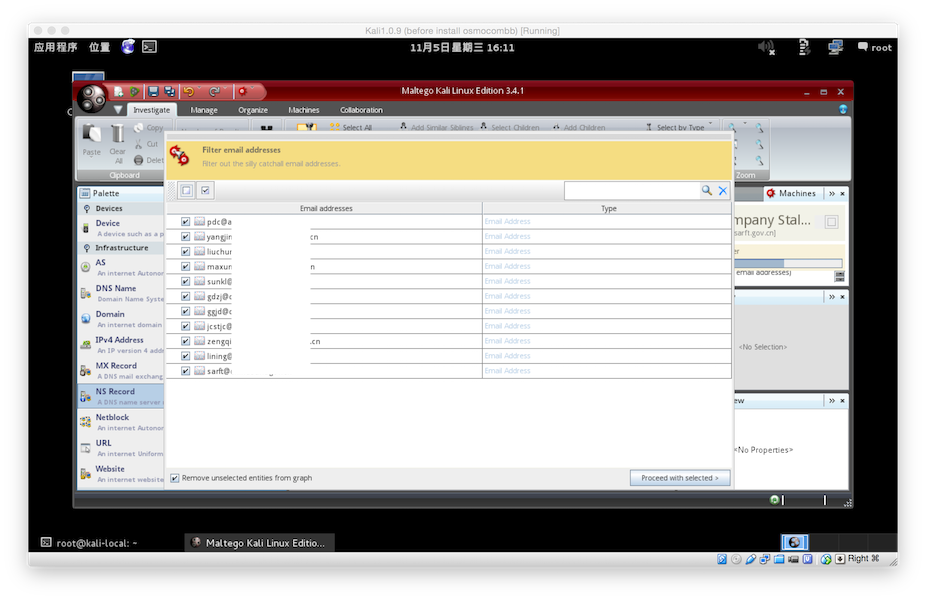 Kali1.0.9 (before install osmocombb) [Running]
应用程序 位置 11月5日星期三 16:11 root
Maltego Kali Linux Edition 3.4.1
Investigate Manage Organize Machines Collaboration
Copy Select All Add Similar Siblings Select Children Add Children Select by Type
Paste Clear All Cut
Delet
Clipboard Zoom
Filter email addresses
Filter out the silly catchall email addresses.
Email addresses Type
pdc@a Email Address
yangjin cn Email Address
liuchur Email Address
maxur n Email Address
sunkl@ Email Address
gdzj@c Email Address
ggjd@c Email Address
jcstjc@ Email Address
zengqi .cn Email Address
lining@ Email Address
sarft@ Email Address
Remove unselected entities from graph
Proceed with selected >
Palette
Devices
Device
A device such as a p
Infrastructure
AS
An internet Autonor
DNS Name
Domain Name Syste
Domain
An internet domain
IPv4 Address
An IP version 4 addr
MX Record
A DNS mail exchang
NS Record
A DNS name server
Netblock
An internet Autonor
URL
An internet Uniform
Website
An internet website
Machines
mpany Stal...
sarft.gov.cn]
er
email addresses)
<No Selection>
ew
<No Properties>
root@kali-local: ~ Maltego Kali Linux Editio...
Right ⌘